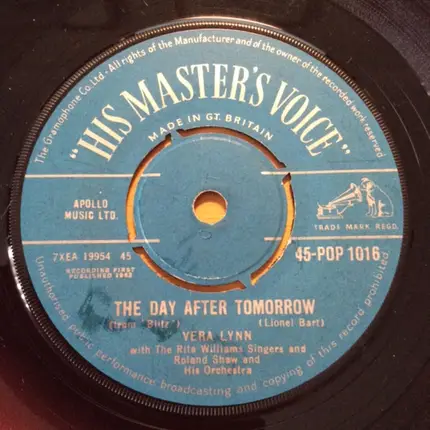 The Gramophone Co Ltd. - All rights of the Manufacturer and of the owner of the recorded work reserved
"HIS MASTER'S VOICE"
MADE IN GT. BRITAIN
APOLLO
MUSIC LTD.
TRADE MARK REGD.
7XEA 19954 45
45-POP 1016
RECORDING FIRST
PUBLISHED 1962
THE DAY AFTER TOMORROW
(from "Blitz") (Lionel Bart)
VERA LYNN
with The Rita Williams Singers and
Roland Shaw and
His Orchestra
Unauthorised public performance broadcasting and copying of this record prohibited